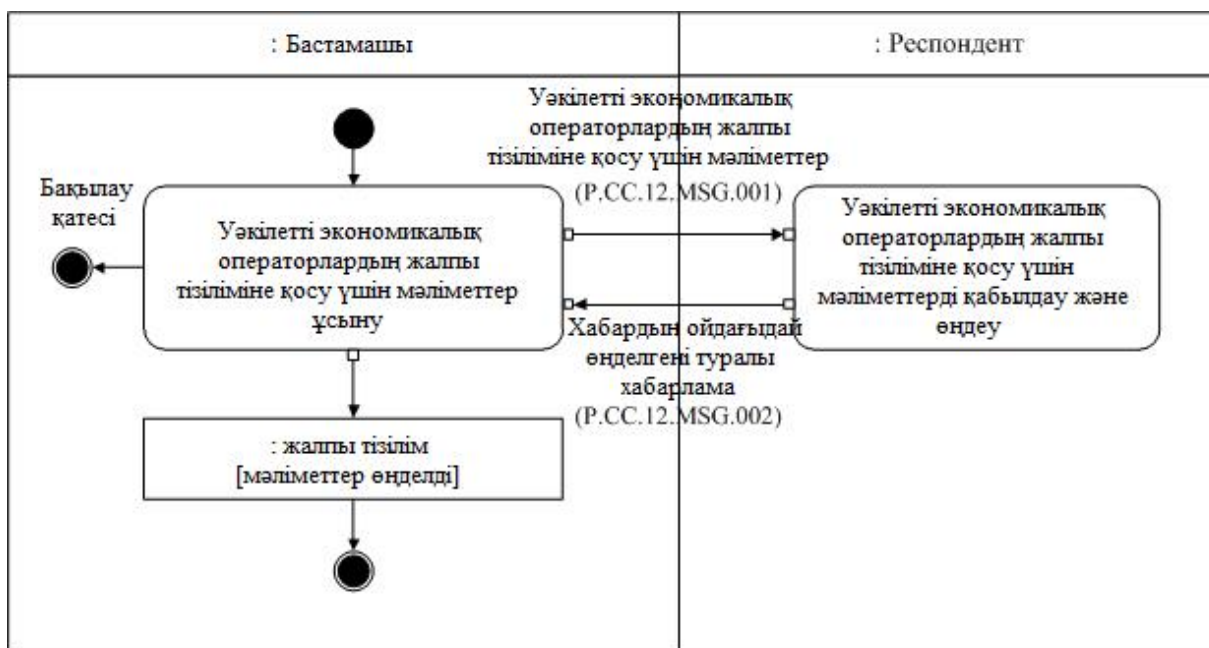 : Бастамашы
: Респондент
Уәкілетті экономикалық
операторлардың жалпы
тізіліміне қосу үшін мәліметтер
(P.CC.12.MSG.001)
Бақылау
қатесі
Уәкілетті экономикалық
операторлардың жалпы
тізіліміне қосу үшін мәліметтер
ұсыну
Уәкілетті экономикалық
операторлардың жалпы
тізіліміне қосу үшін
мәліметтерді қабылдау және
өңдеу
Хабардың ойдағыдай
өңделгені туралы
хабарлама
(P.CC.12.MSG.002)
: жалпы тізілім
[мәліметтер өңделді]